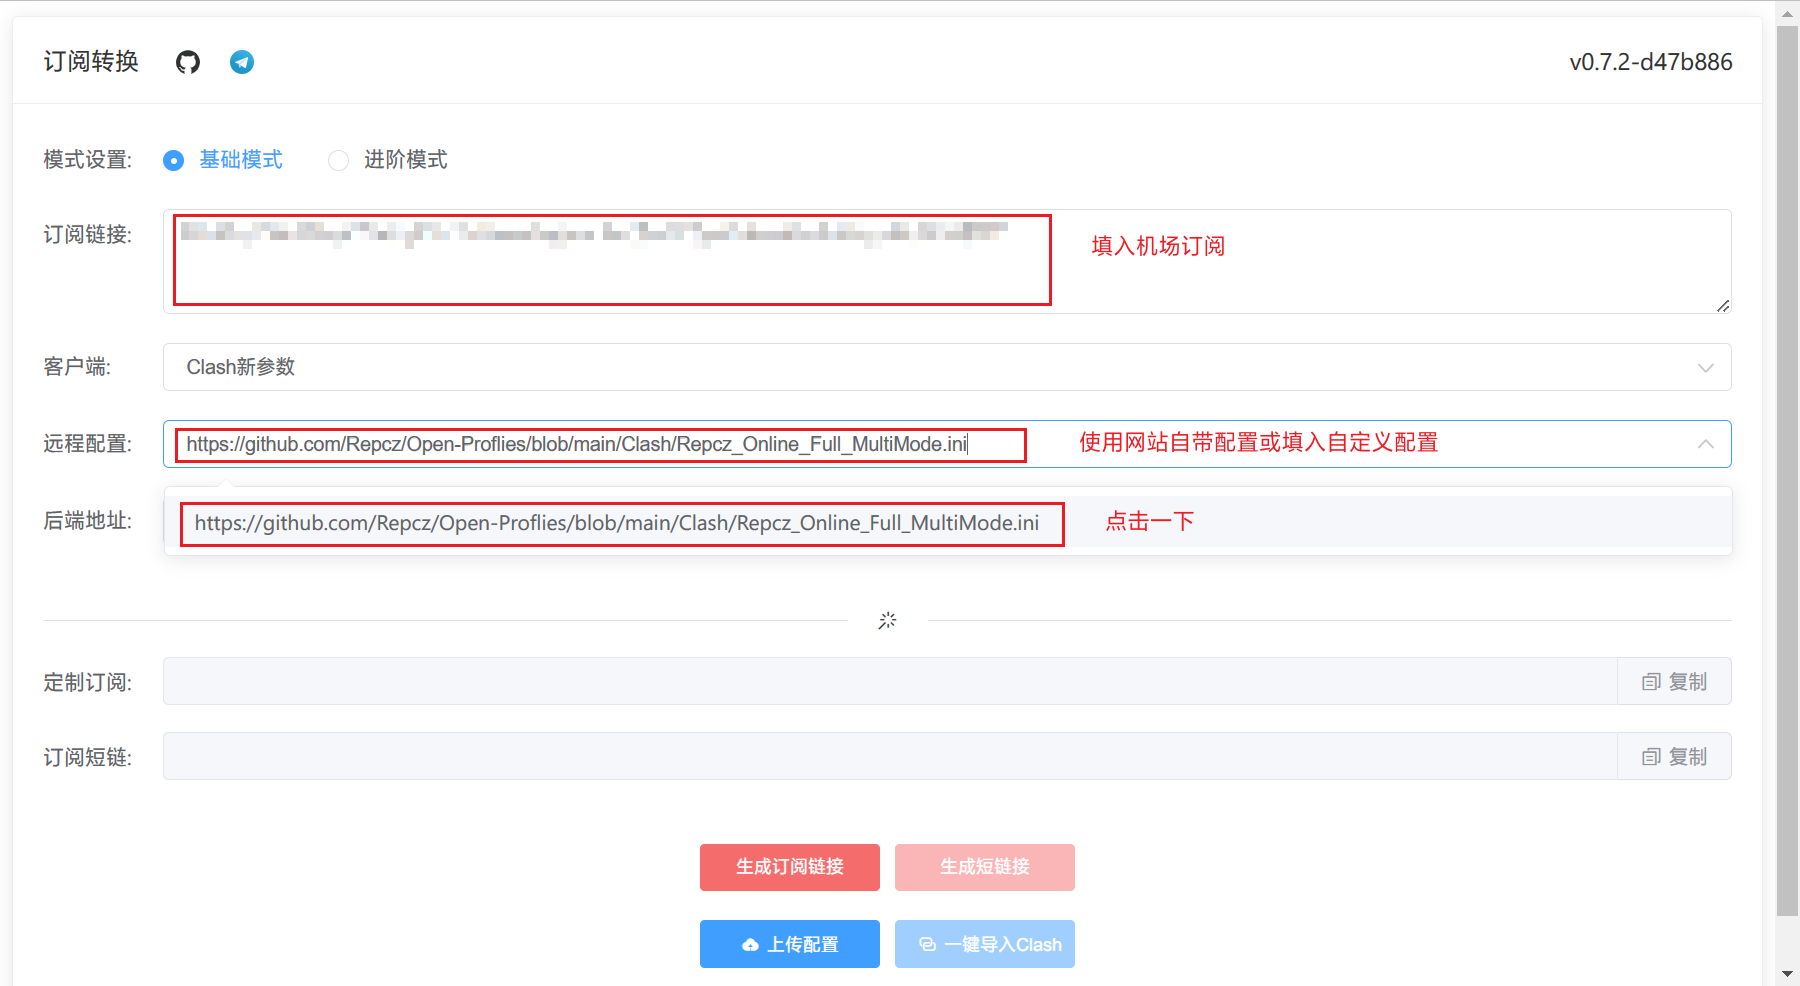 订阅转换
v0.7.2-d47b886
模式设置: 基础模式 进阶模式
订阅链接: 填入机场订阅
客户端: Clash新参数
远程配置: https://github.com/Repcz/Open-Proflies/blob/main/Clash/Repcz_Online_Full_MultiMode.ini 使用网站自带配置或填入自定义配置
后端地址: https://github.com/Repcz/Open-Proflies/blob/main/Clash/Repcz_Online_Full_MultiMode.ini 点击一下
定制订阅: 复制
订阅短链: 复制
生成订阅链接 生成短链接
上传配置 一键导入Clash